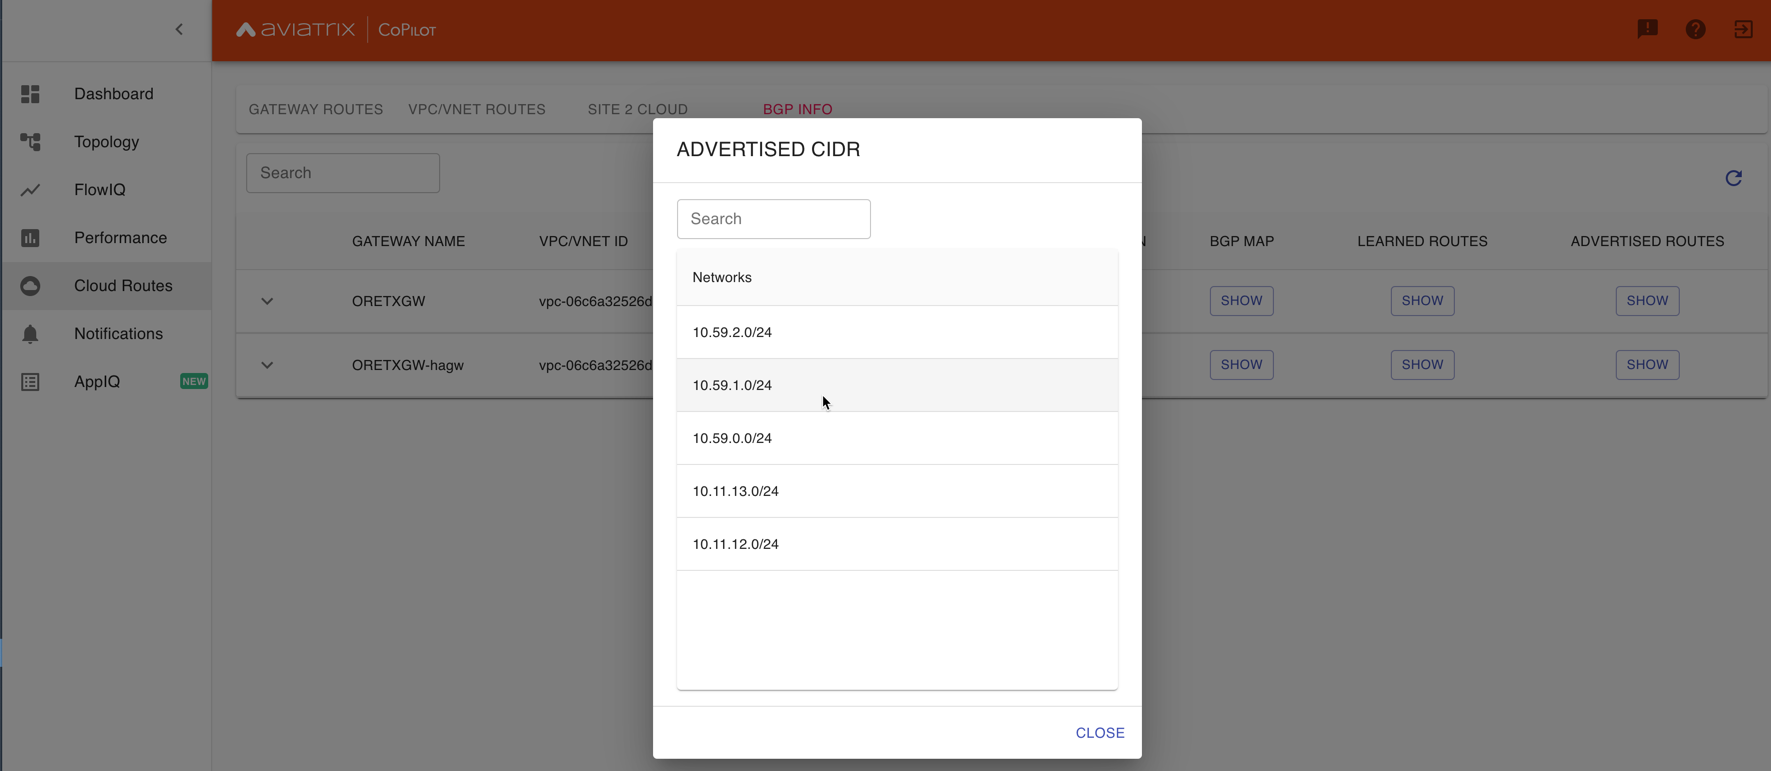 AVIATRIX CoPilot
Dashboard
Topology
FlowIQ
Performance
Cloud Routes
Notifications
AppIQ NEW
GATEWAY ROUTES VPC/VNET ROUTES SITE 2 CLOUD BGP INFO
Search
GATEWAY NAME VPC/VNET ID N BGP MAP LEARNED ROUTES ADVERTISED ROUTES
ORETXGW vpc-06c6a32526d SHOW SHOW SHOW
ORETXGW-hagw vpc-06c6a32526d SHOW SHOW SHOW
ADVERTISED CIDR
Search
Networks
10.59.2.0/24
10.59.1.0/24
10.59.0.0/24
10.11.13.0/24
10.11.12.0/24
CLOSE